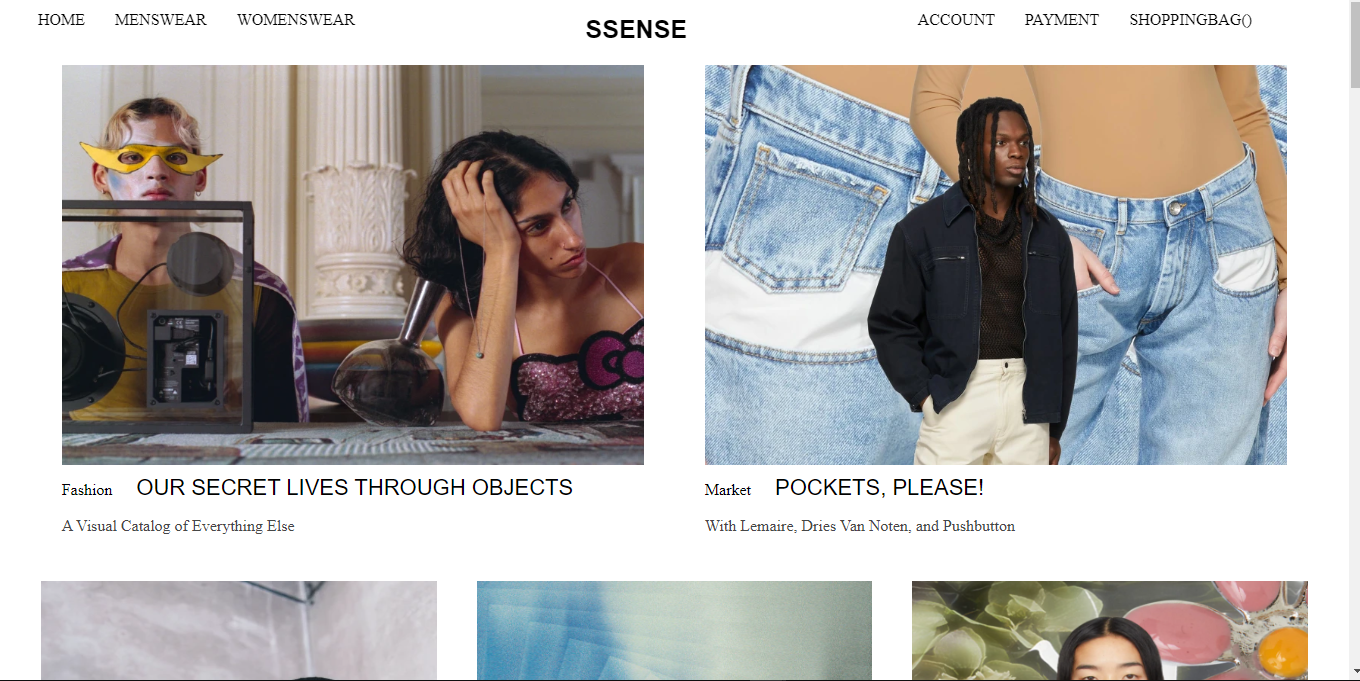 HOME MENSWEAR WOMENSWEAR SSENSE ACCOUNT PAYMENT SHOPPINGBAG()
Fashion OUR SECRET LIVES THROUGH OBJECTS
A Visual Catalog of Everything Else
Market POCKETS, PLEASE!
With Lemaire, Dries Van Noten, and Pushbutton